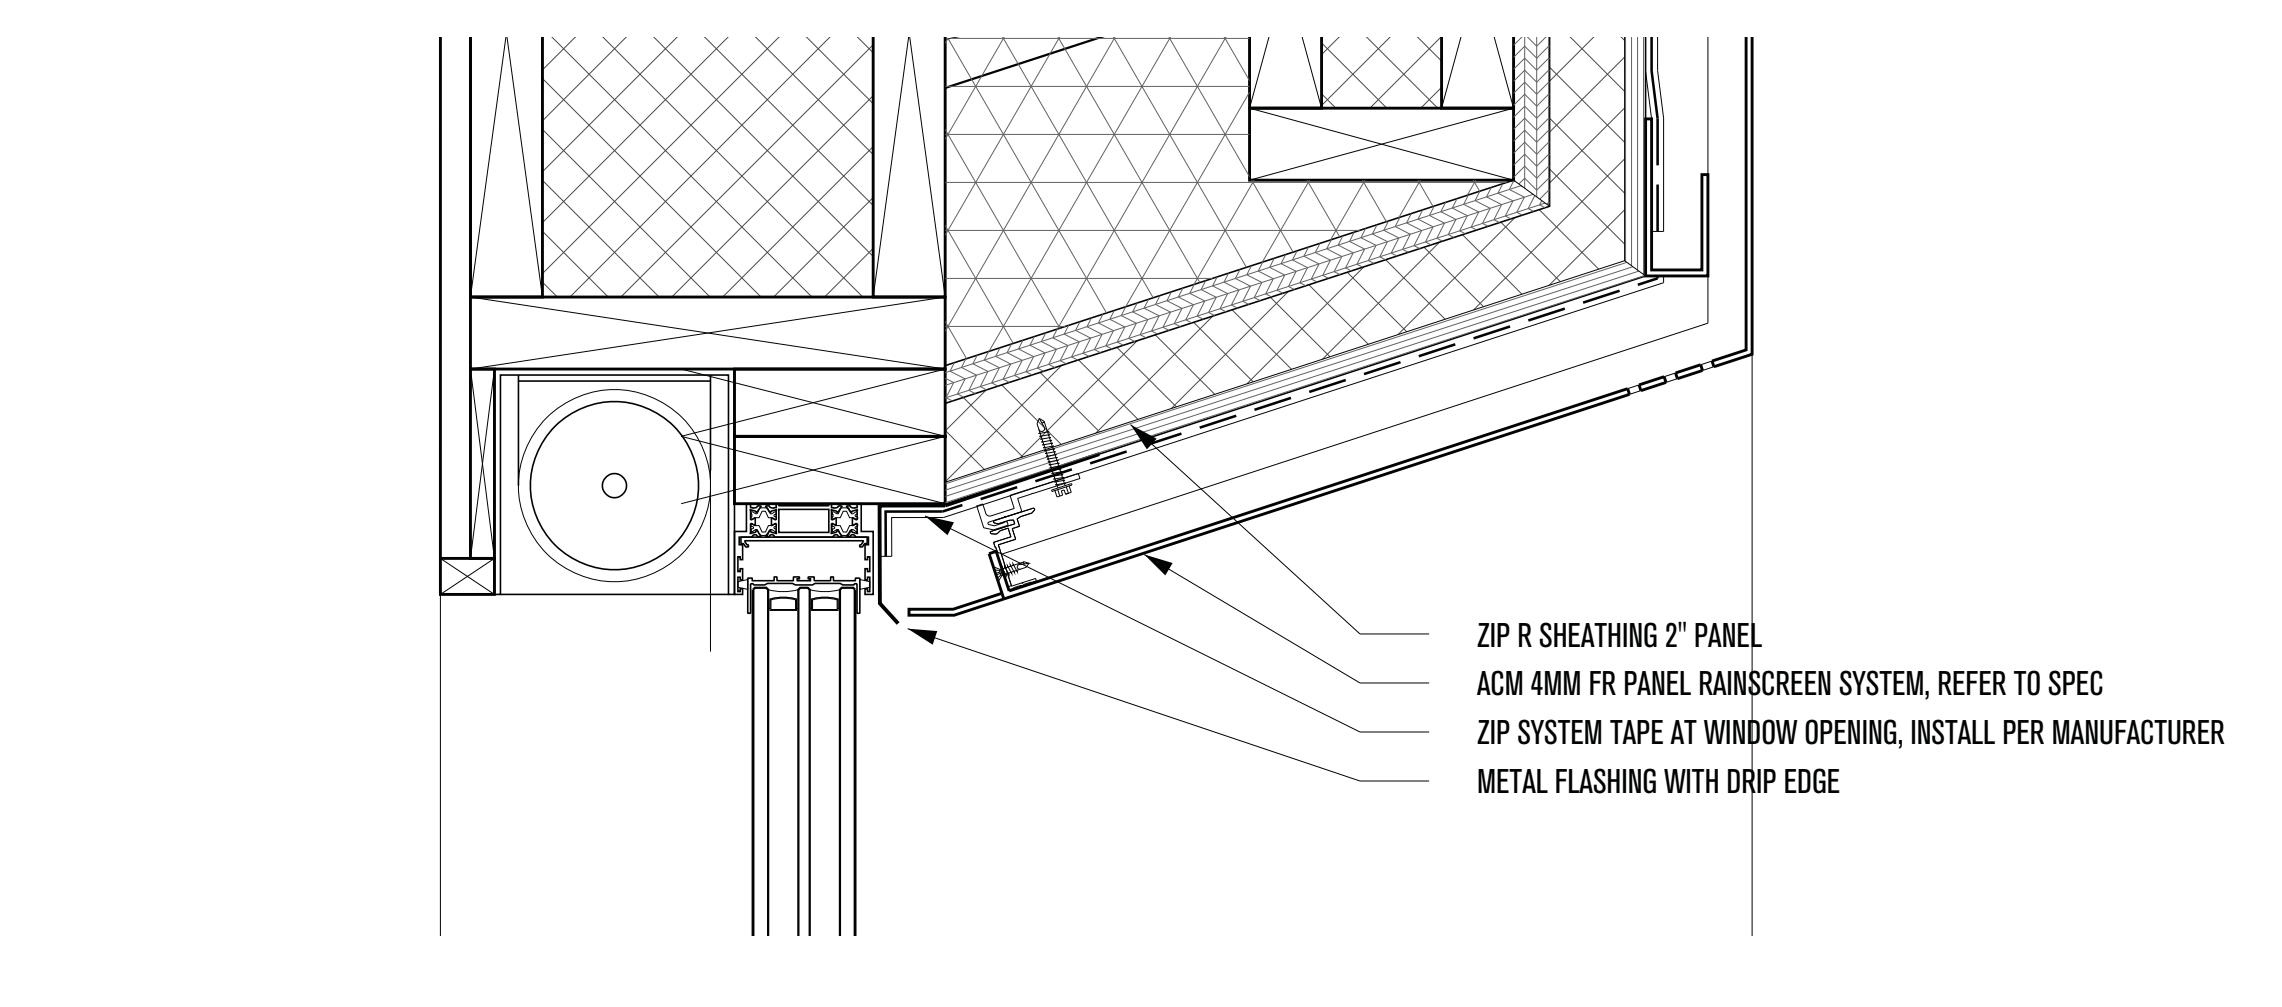 ZIP R SHEATHING 2" PANEL
ACM 4MM FR PANEL RAINSCREEN SYSTEM, REFER TO SPEC
ZIP SYSTEM TAPE AT WINDOW OPENING, INSTALL PER MANUFACTURER
METAL FLASHING WITH DRIP EDGE